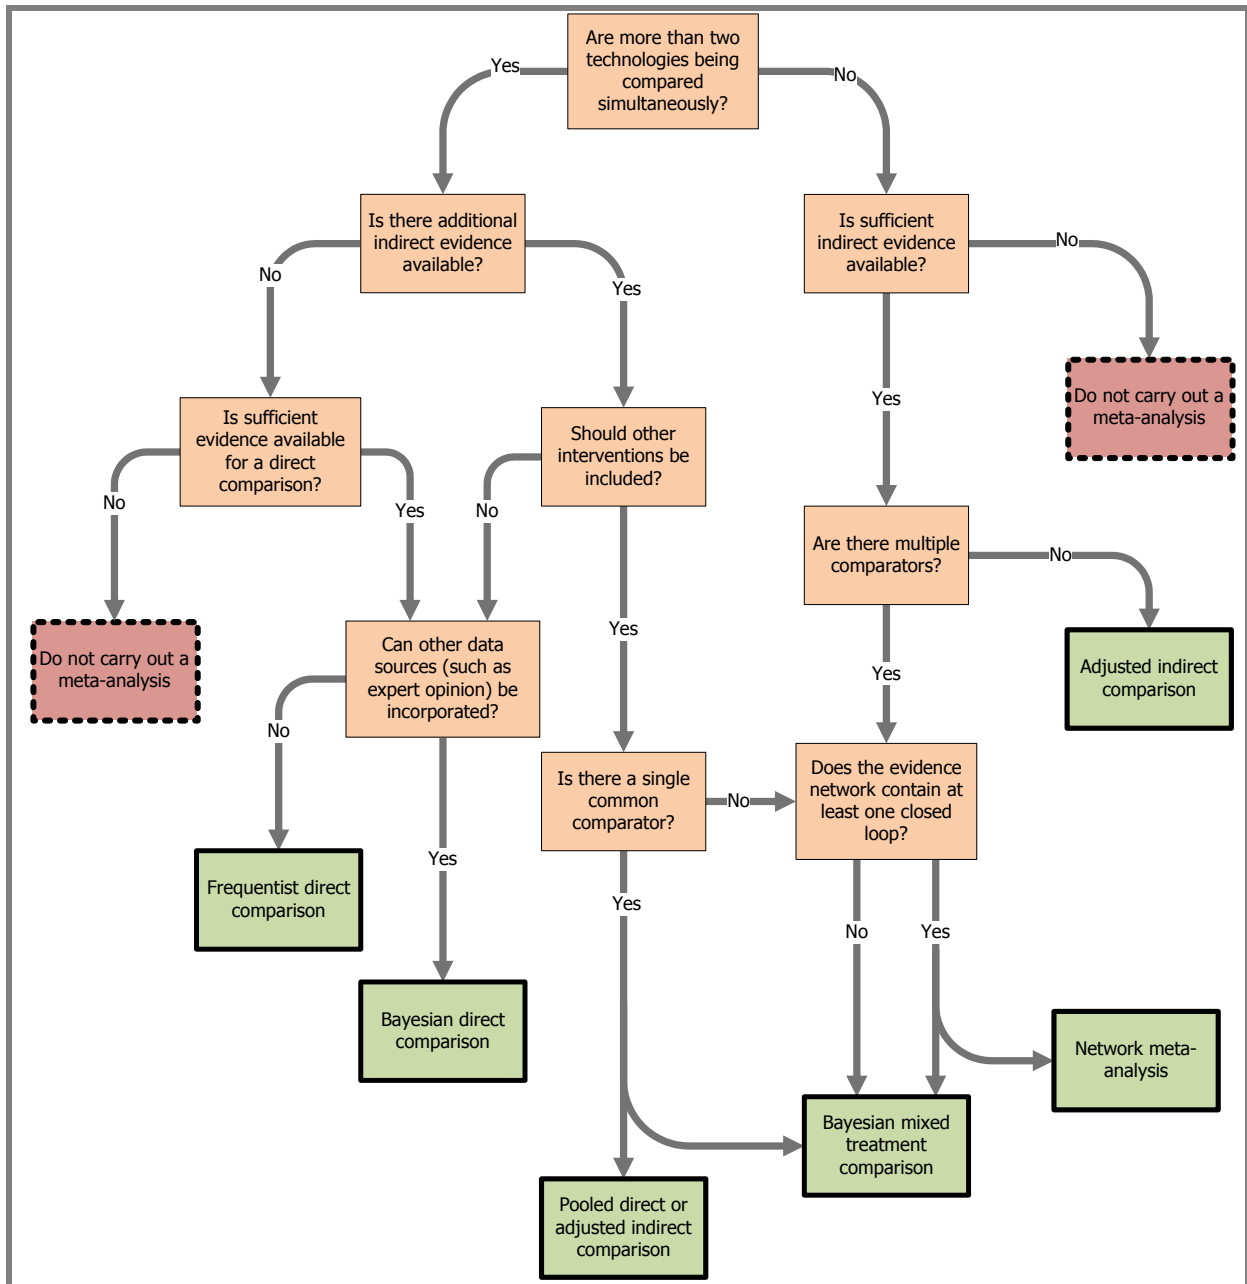 Are more than two
technologies being
compared
simultaneously?
Yes
No
Is there additional
indirect evidence
available?
Is sufficient
indirect evidence
available?
No
Yes
No
Do not carry out a
meta-analysis
Is sufficient
evidence available
for a direct
comparison?
Should other
interventions be
included?
Yes
No
Yes
No
Are there multiple
comparators?
No
Do not carry out a
meta-analysis
Can other data
sources (such as
expert opinion) be
incorporated?
Yes
Yes
Adjusted indirect
comparison
No
Is there a single
common
comparator?
No
Does the evidence
network contain at
least one closed
loop?
Frequentist direct
comparison
Yes
Yes
No
Yes
Bayesian direct
comparison
Network meta-
analysis
Bayesian mixed
treatment
comparison
Pooled direct or
adjusted indirect
comparison